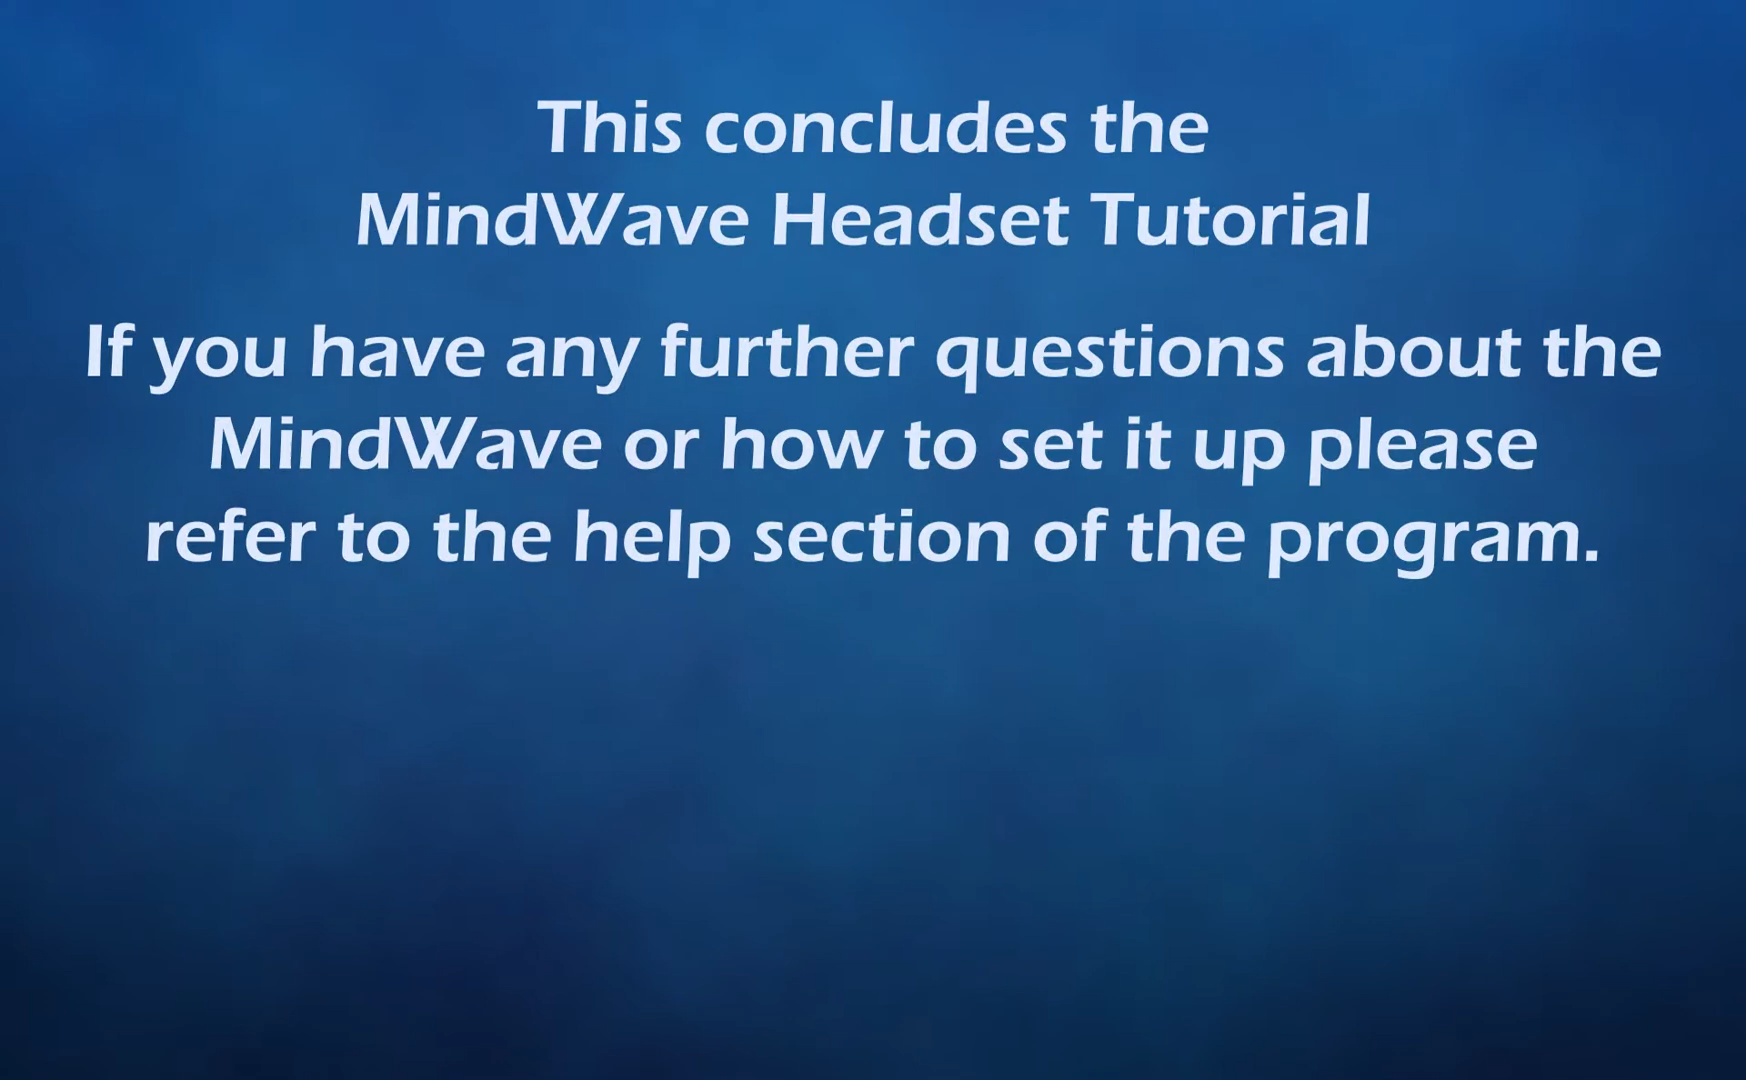 This concludes the
MindWave Headset Tutorial
If you have any further questions about the
MindWave or how to set it up please
refer to the help section of the program.